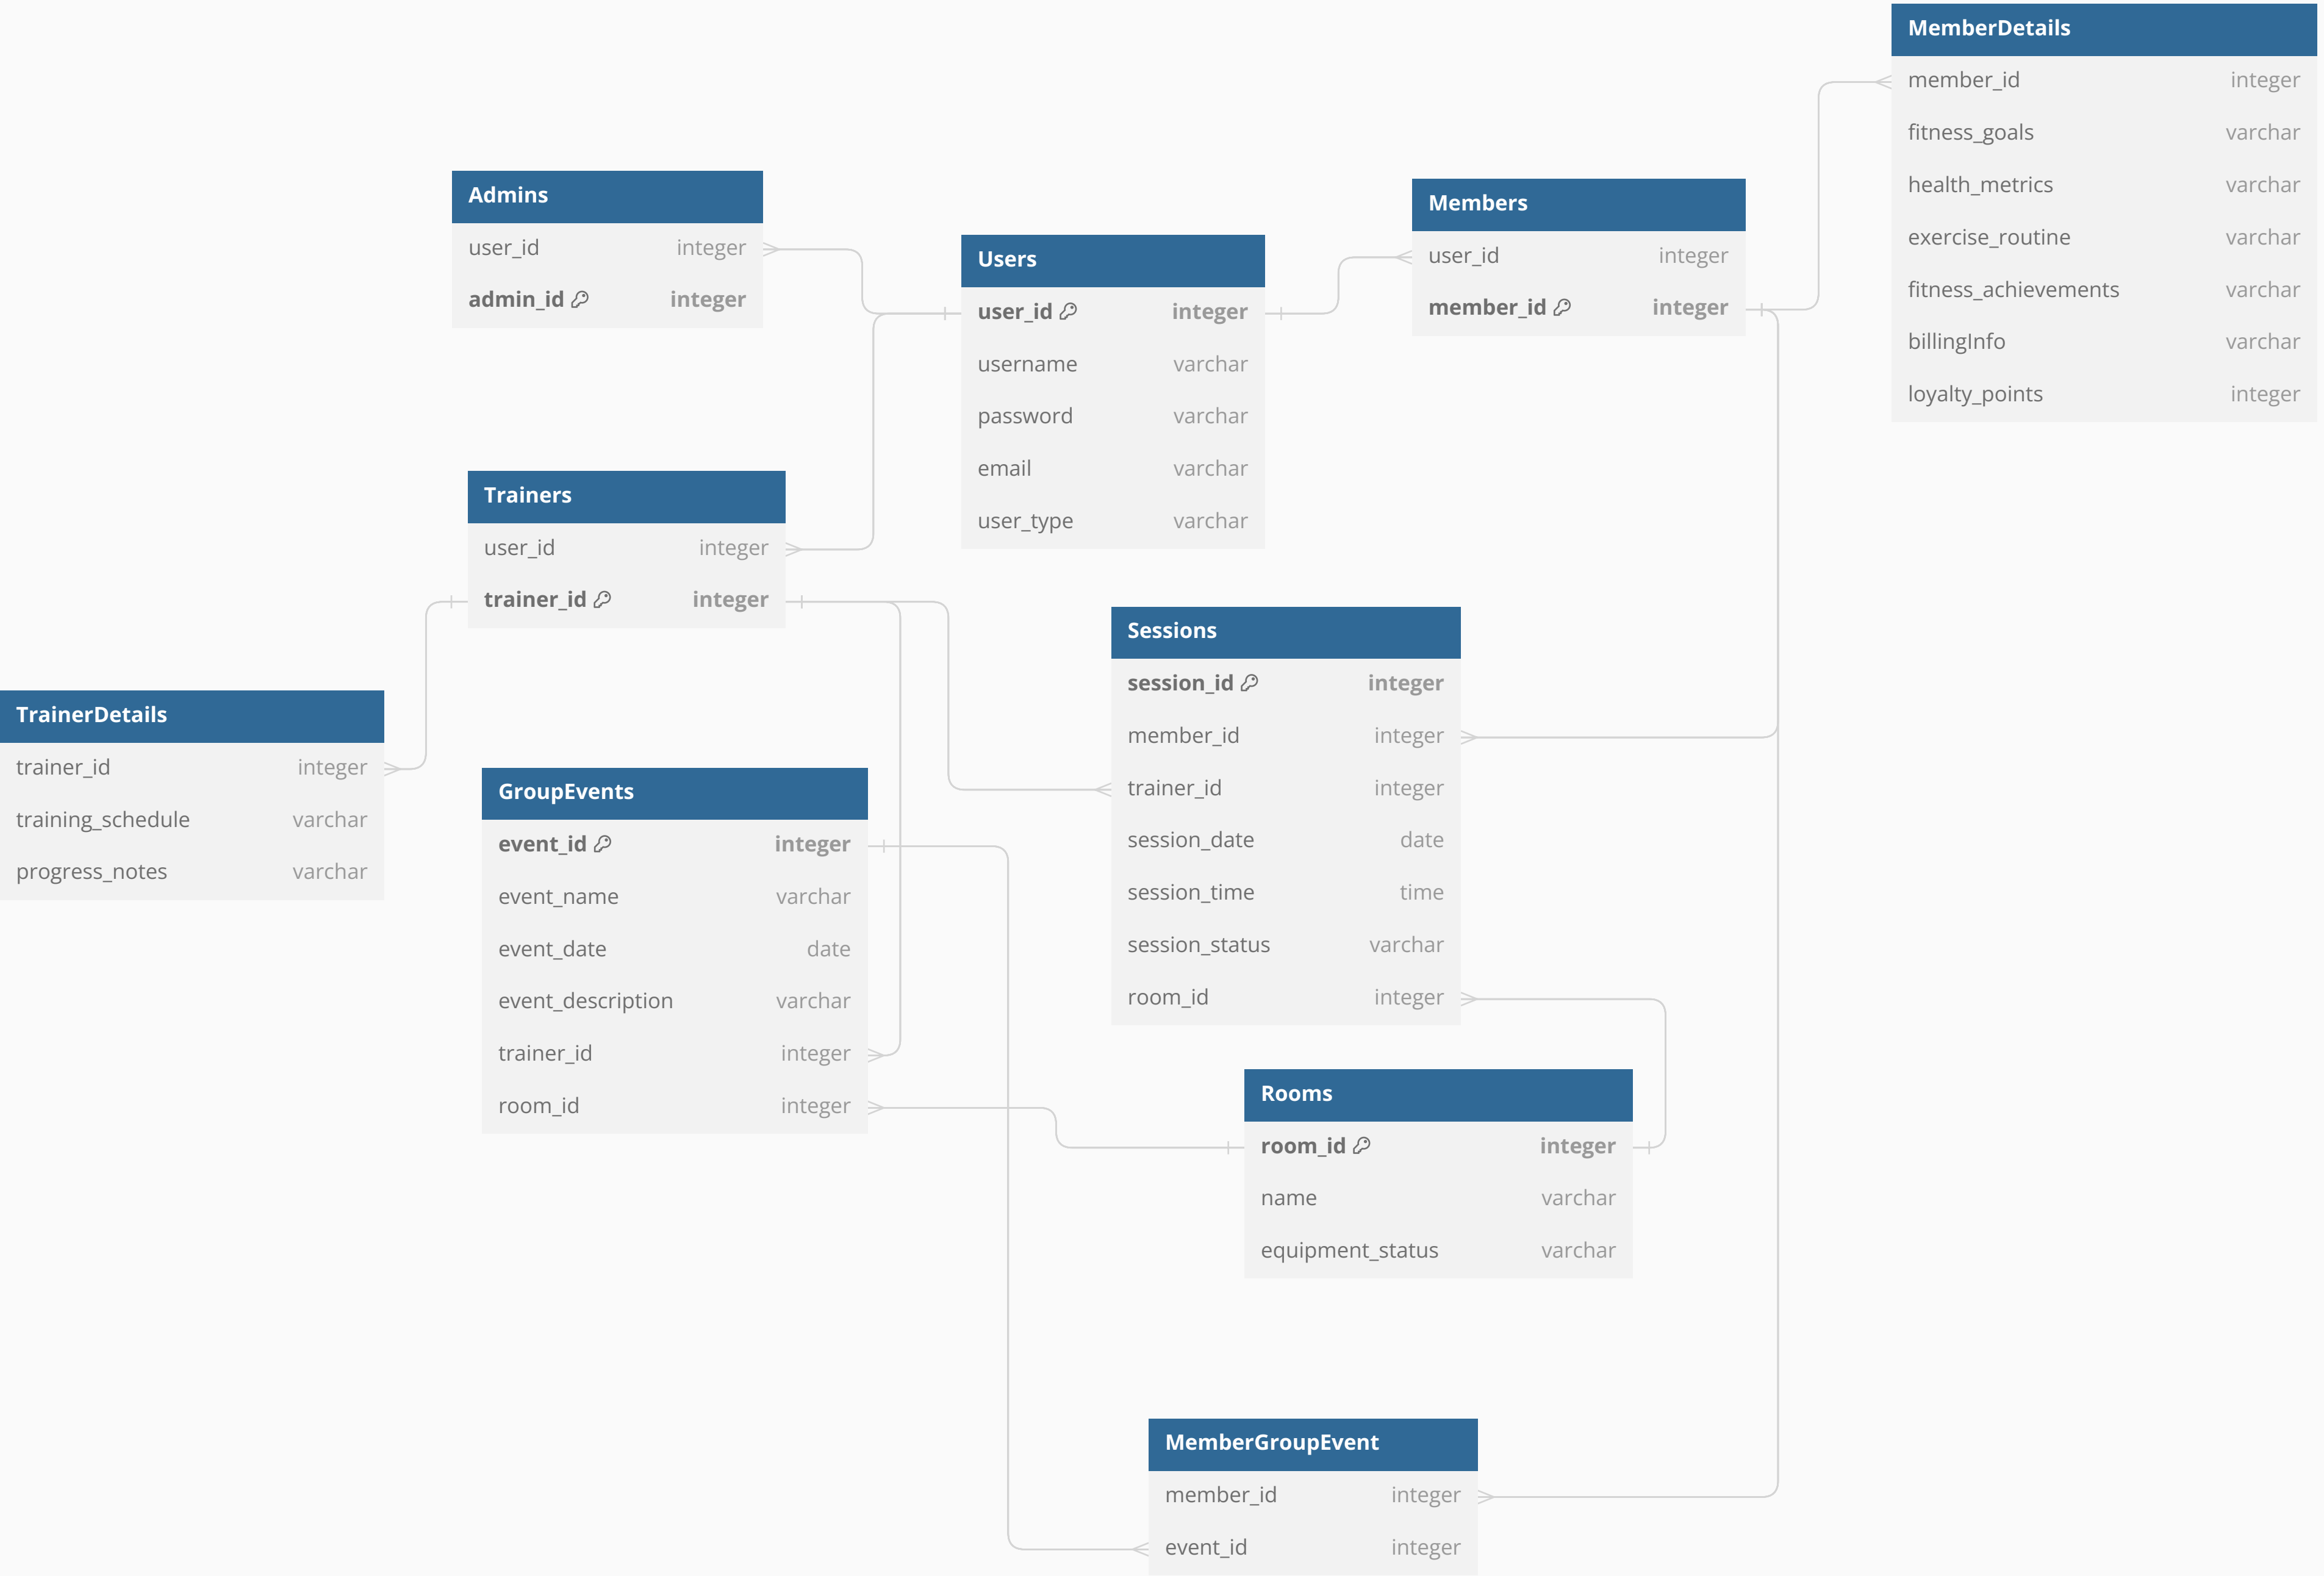 MemberDetails
member_id integer
fitness_goals varchar
health_metrics varchar
exercise_routine varchar
fitness_achievements varchar
billingInfo varchar
loyalty_points integer
Admins
user_id integer
admin_id integer
Members
user_id integer
member_id integer
Users
user_id integer
username varchar
password varchar
email varchar
user_type varchar
Trainers
user_id integer
trainer_id integer
Sessions
session_id integer
member_id integer
trainer_id integer
session_date date
session_time time
session_status varchar
room_id integer
TrainerDetails
trainer_id integer
training_schedule varchar
progress_notes varchar
GroupEvents
event_id integer
event_name varchar
event_date date
event_description varchar
trainer_id integer
room_id integer
Rooms
room_id integer
name varchar
equipment_status varchar
MemberGroupEvent
member_id integer
event_id integer